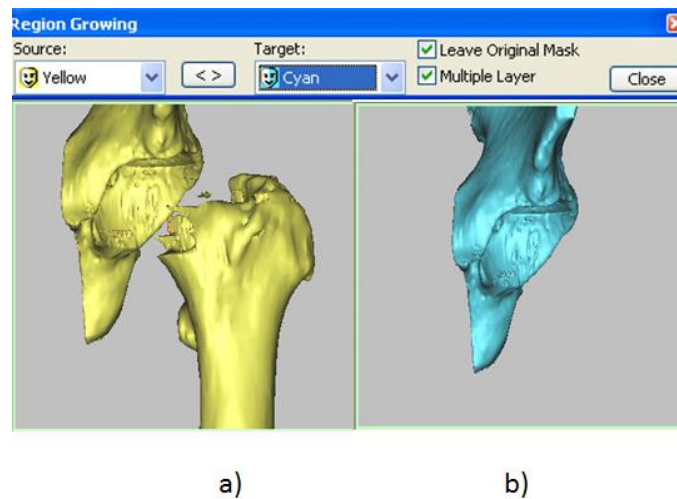 Region Growing
Source: Target:
Yellow < > Cyan
Leave Original Mask
Multiple Layer
Close
a) b)